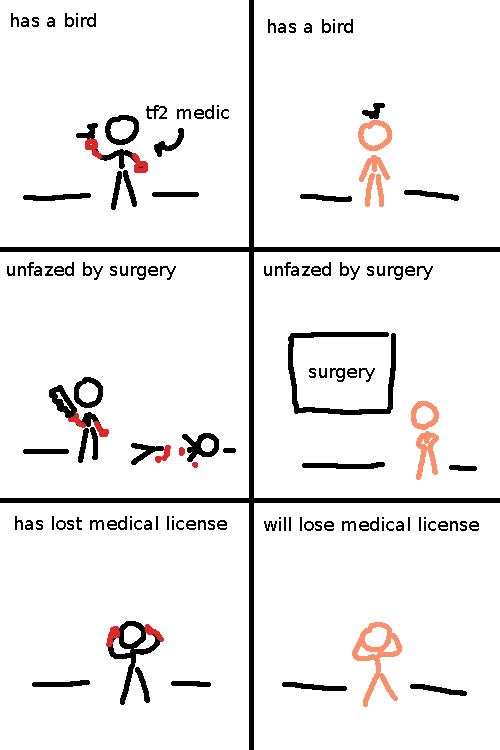 has a bird
has a bird
tf2 medic
unfazed by surgery
unfazed by surgery
surgery
has lost medical license
will lose medical license